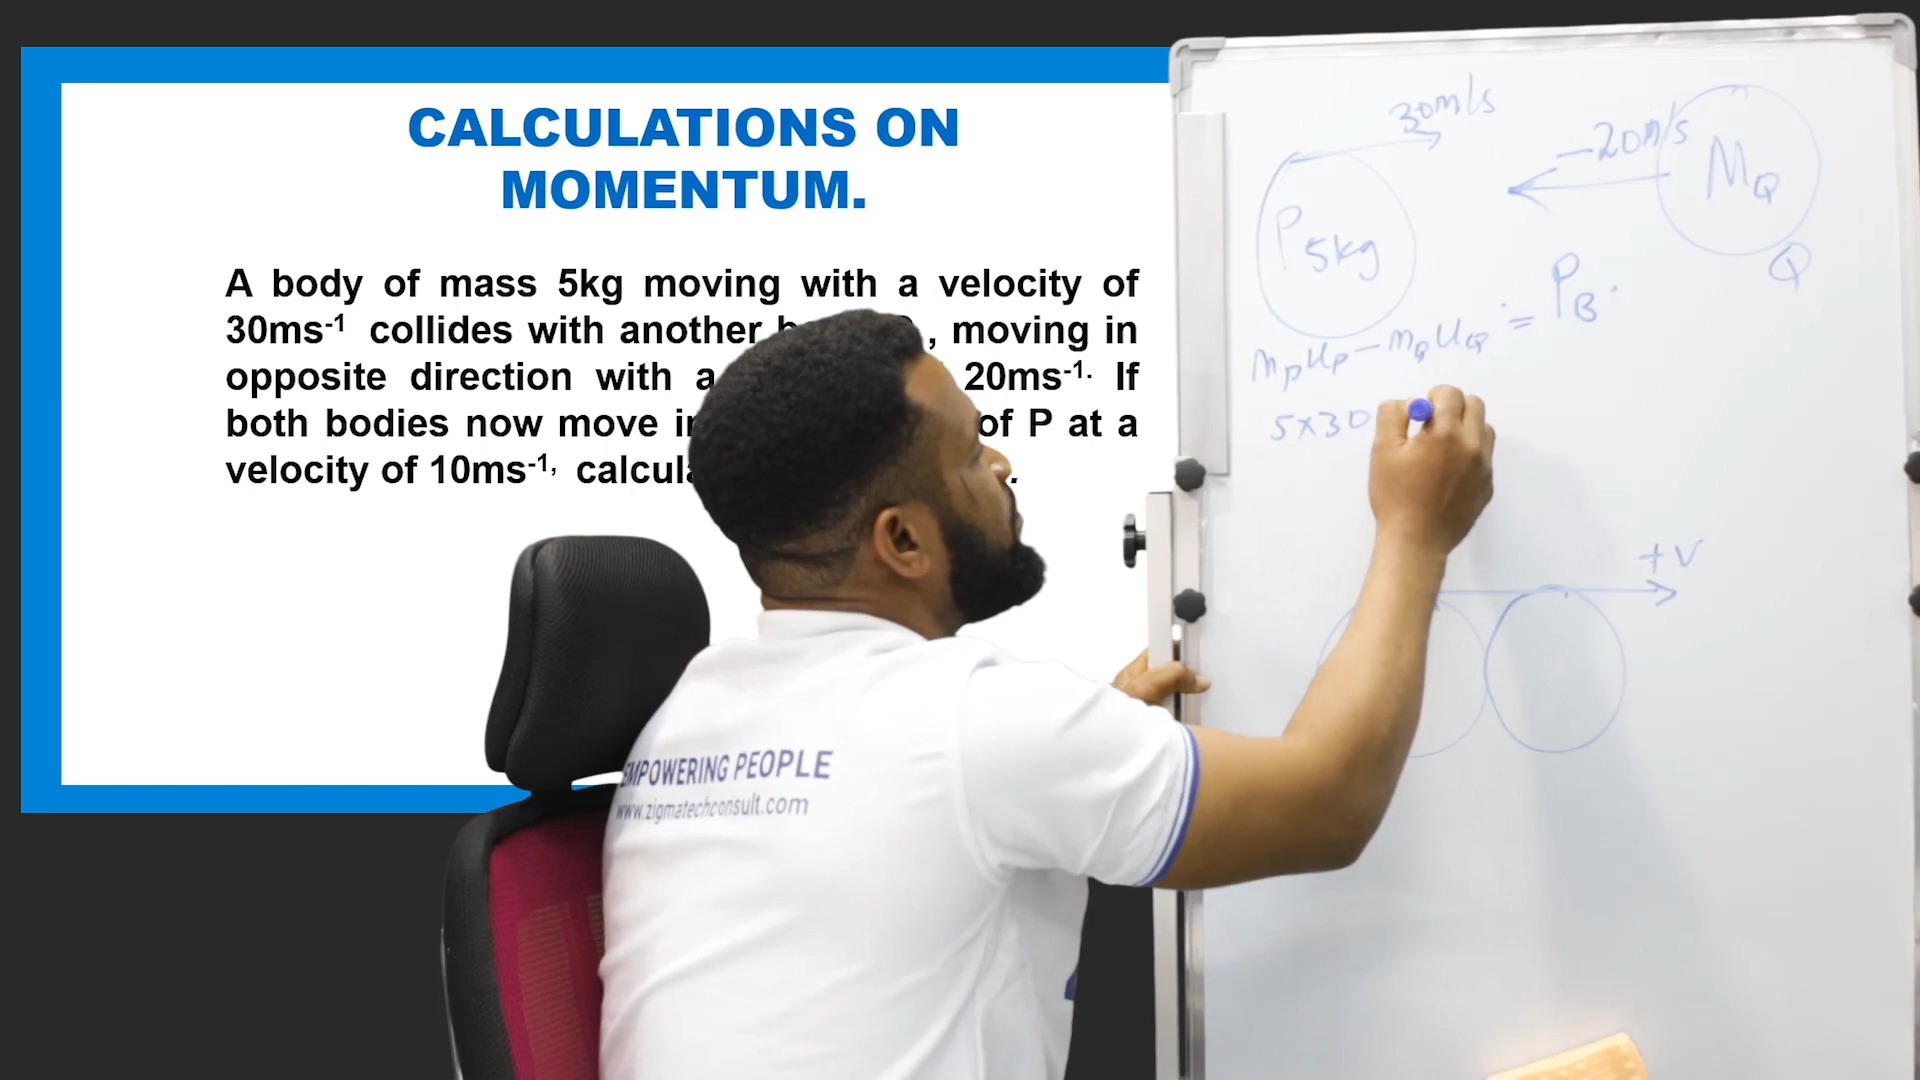 CALCULATIONS ON
MOMENTUM.
A body of mass 5kg moving with a velocity of
30ms-1 collides with another , moving in
opposite direction with a 20ms-1. If
both bodies now move in of P at a
velocity of 10ms-1, .
30m/s
-20m/s
MQ
Q
P 5kg
mPuP - mQuQ = PB.
5x30
+V
EMPOWERING PEOPLE
www.zigmatechconsult.com